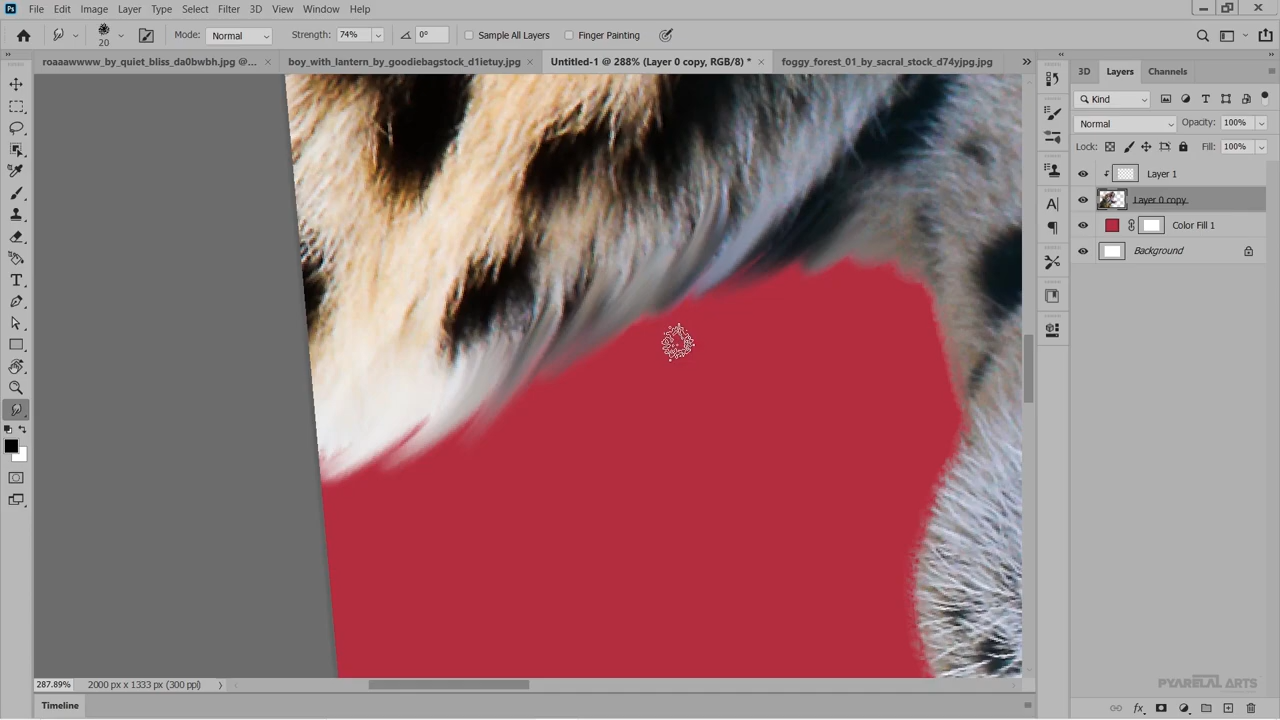 Ps File Edit Image Layer Type Select Filter 3D View Window Help
20 Mode: Normal Strength: 74% 0° Sample All Layers Finger Painting
roaaawwww_by_quiet_bliss_da0bwbh.jpg @... × boy_with_lantern_by_goodiebagstock_d1ietuy.jpg × Untitled-1 @ 288% (Layer 0 copy, RGB/8) * × foggy_forest_01_by_sacral_stock_d74yjpg.jpg
3D Layers Channels
Kind
Normal Opacity: 100%
Lock: Fill: 100%
Layer 1
Layer 0 copy
Color Fill 1
Background
PYARELAL ARTS
287.89% 2000 px x 1333 px (300 ppi)
Timeline
fx